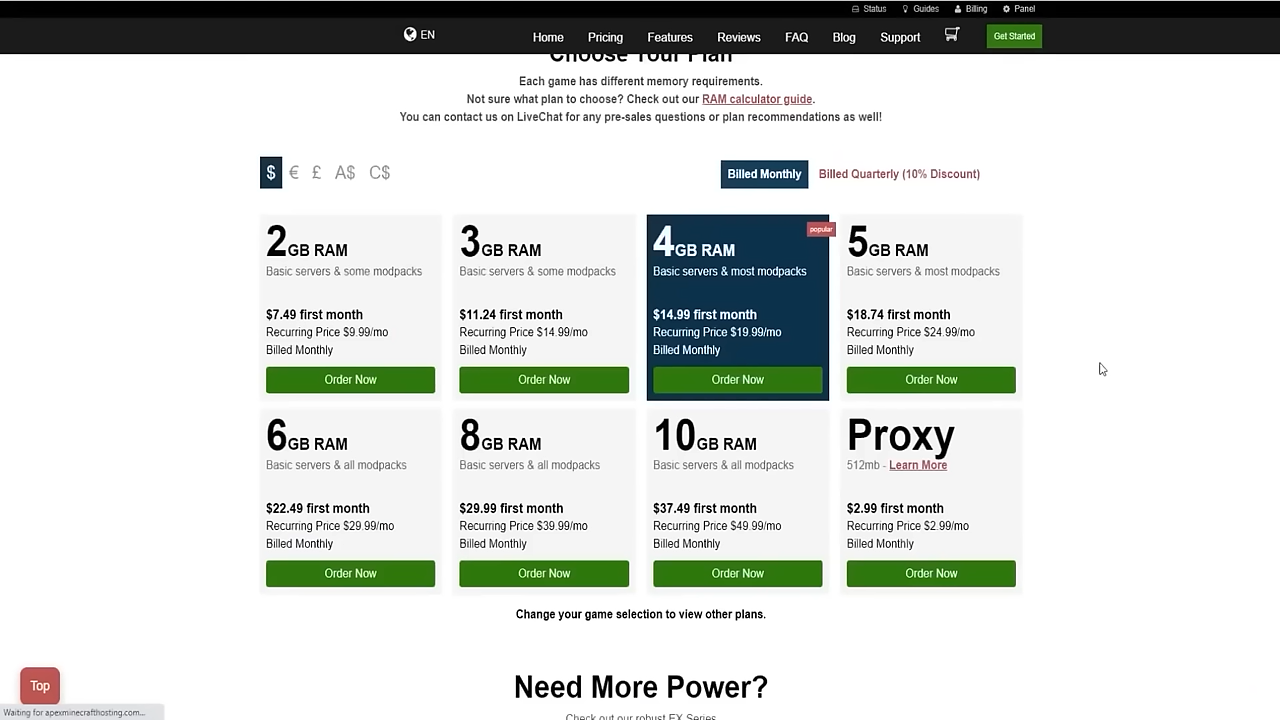 Status Guides Billing Panel
EN Home Pricing Features Reviews FAQ Blog Support Get Started
Choose Your Plan
Each game has different memory requirements.
Not sure what plan to choose? Check out our RAM calculator guide.
You can contact us on LiveChat for any pre-sales questions or plan recommendations as well!
$ € £ A$ C$ Billed Monthly Billed Quarterly (10% Discount)
2GB RAM
Basic servers & some modpacks
$7.49 first month
Recurring Price $9.99/mo
Billed Monthly
Order Now
3GB RAM
Basic servers & some modpacks
$11.24 first month
Recurring Price $14.99/mo
Billed Monthly
Order Now
popular
4GB RAM
Basic servers & most modpacks
$14.99 first month
Recurring Price $19.99/mo
Billed Monthly
Order Now
5GB RAM
Basic servers & most modpacks
$18.74 first month
Recurring Price $24.99/mo
Billed Monthly
Order Now
6GB RAM
Basic servers & all modpacks
$22.49 first month
Recurring Price $29.99/mo
Billed Monthly
Order Now
8GB RAM
Basic servers & all modpacks
$29.99 first month
Recurring Price $39.99/mo
Billed Monthly
Order Now
10GB RAM
Basic servers & all modpacks
$37.49 first month
Recurring Price $49.99/mo
Billed Monthly
Order Now
Proxy
512mb - Learn More
$2.99 first month
Recurring Price $2.99/mo
Billed Monthly
Order Now
Change your game selection to view other plans.
Need More Power?
Check out our robust EX Series
Top
Waiting for apexminecrafthosting.com...